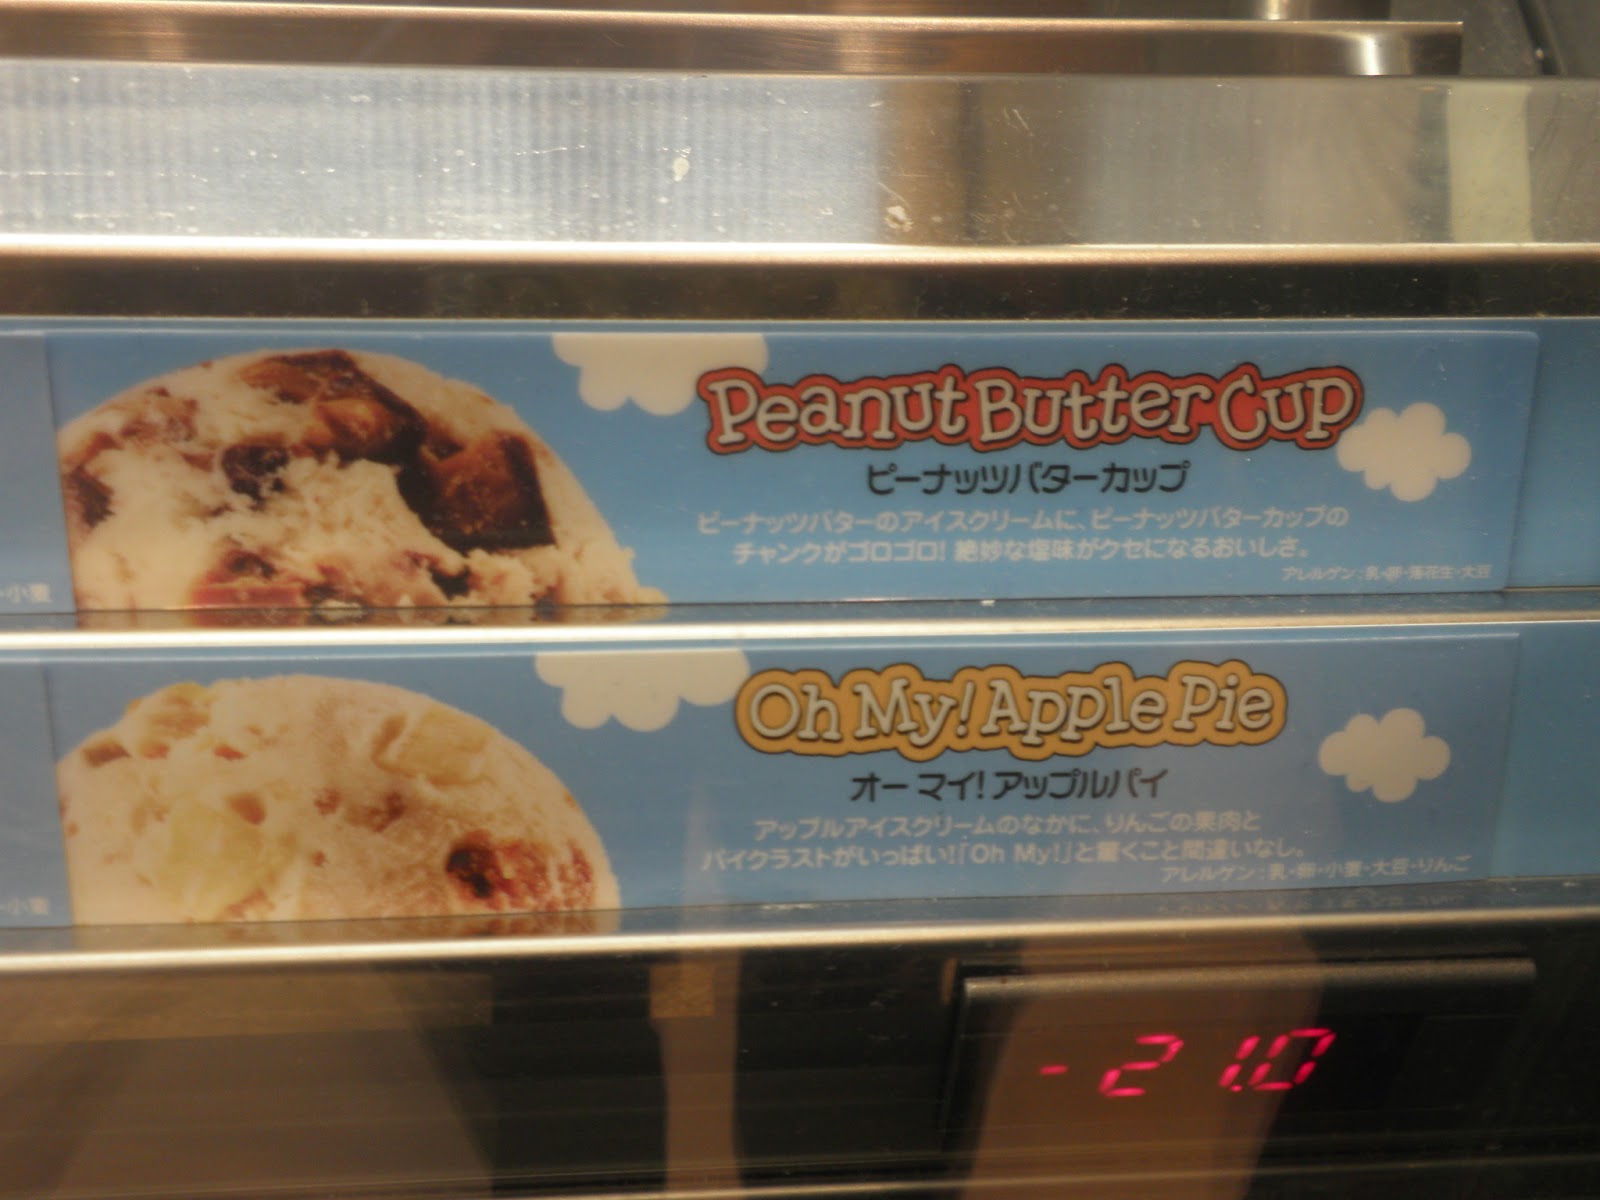 Peanut Butter Cup
ピーナッツバターカップ
ピーナッツバターのアイスクリームに、ピーナッツバターカップの
チャンクがゴロゴロ! 絶妙な塩味がクセになるおいしさ。
アレルゲン:乳・卵・落花生・大豆
・小麦
Oh My! Apple Pie
オー マイ! アップルパイ
アップルアイスクリームのなかに、りんごの果肉と
パイクラストがいっぱい!「Oh My!」と驚くこと間違いなし。
アレルゲン:乳・卵・小麦・大豆・りんご
・小麦
-21.0